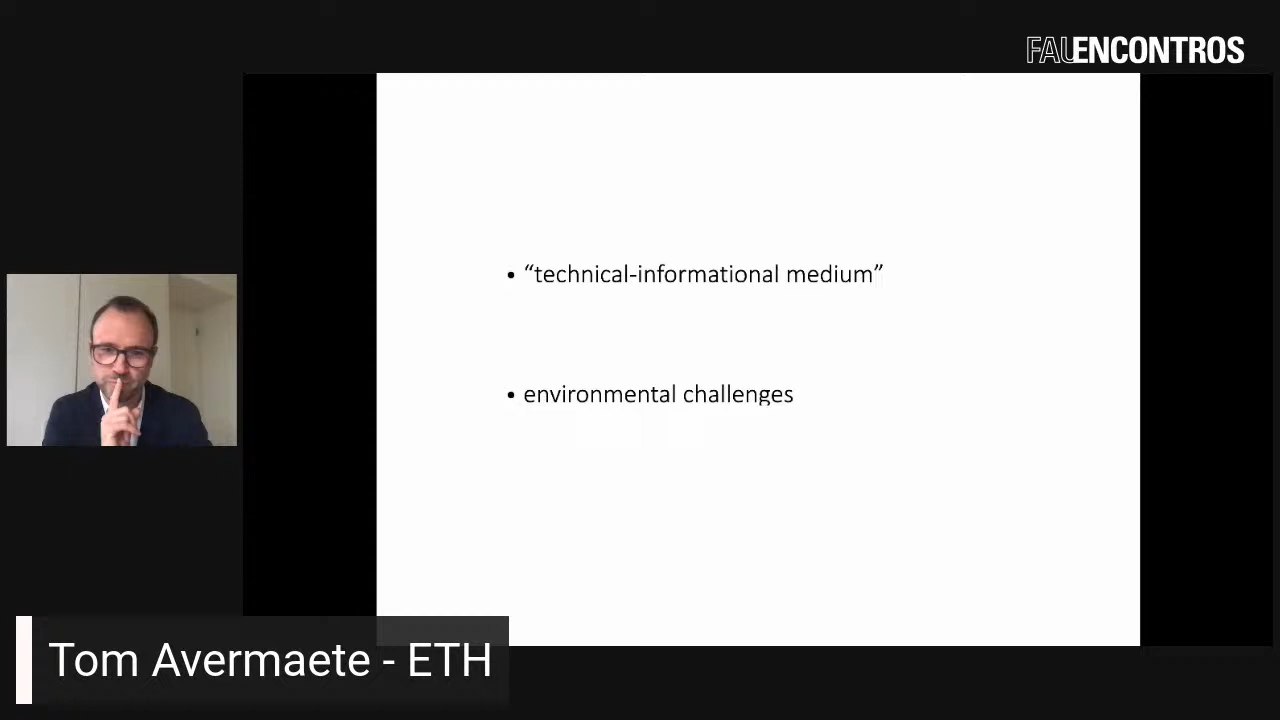 FAUENCONTROS
• “technical-informational medium”
• environmental challenges
Tom Avermaete - ETH